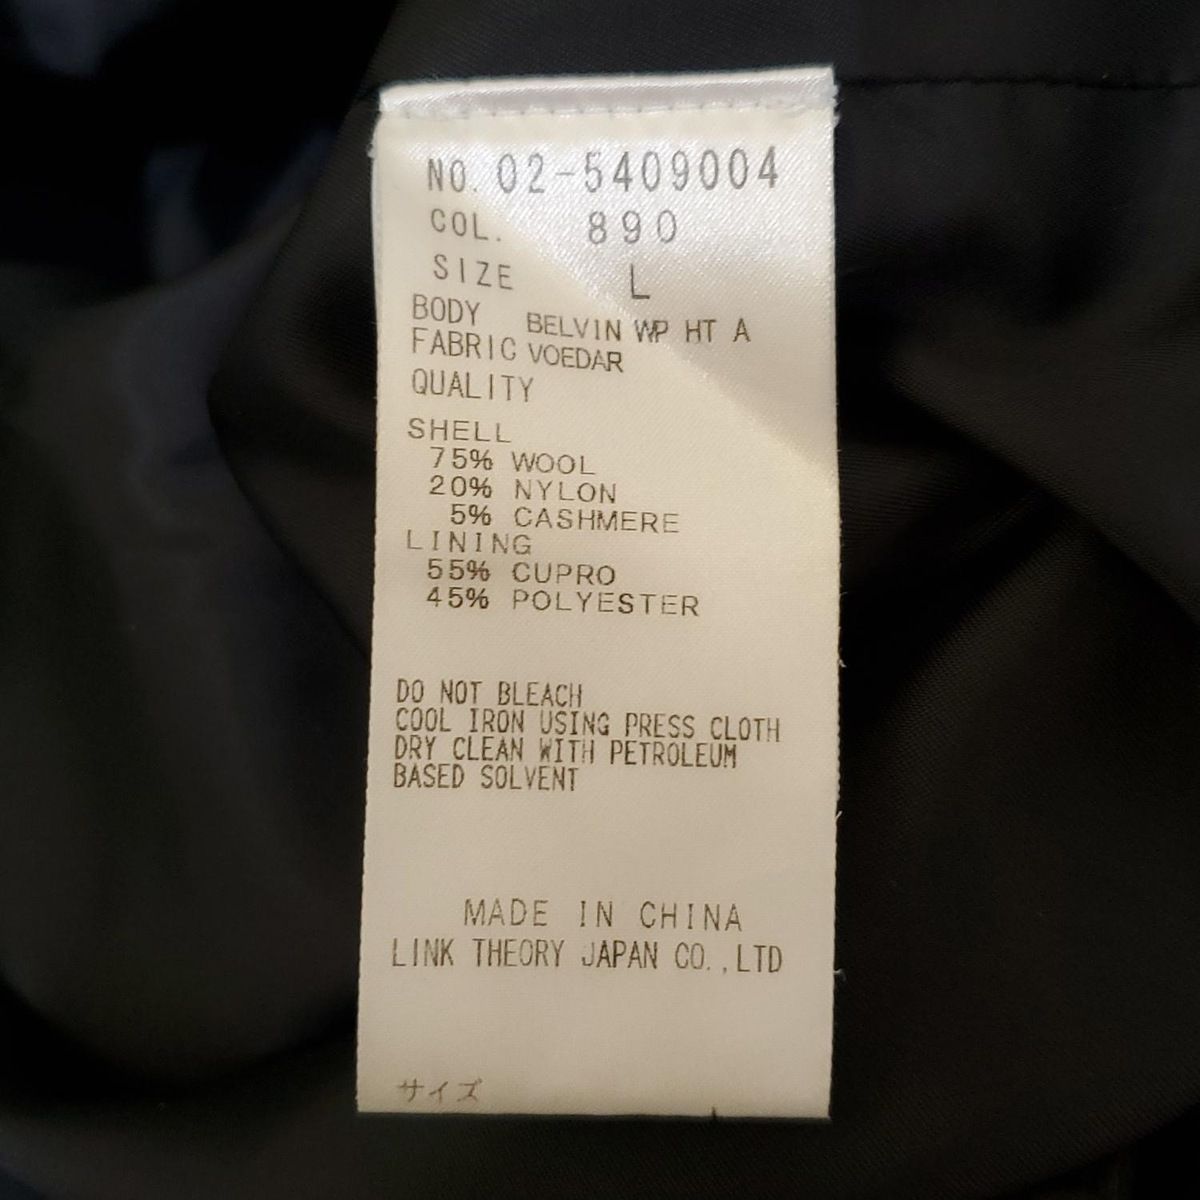 NO. 02-5409004
COL. 890
SIZE L
BODY BELVIN WP HT A
FABRIC VOEDAR
QUALITY
SHELL
75% WOOL
20% NYLON
5% CASHMERE
LINING
55% CUPRO
45% POLYESTER
DO NOT BLEACH
COOL IRON USING PRESS CLOTH
DRY CLEAN WITH PETROLEUM
BASED SOLVENT
MADE IN CHINA
LINK THEORY JAPAN CO.,LTD
サイズ